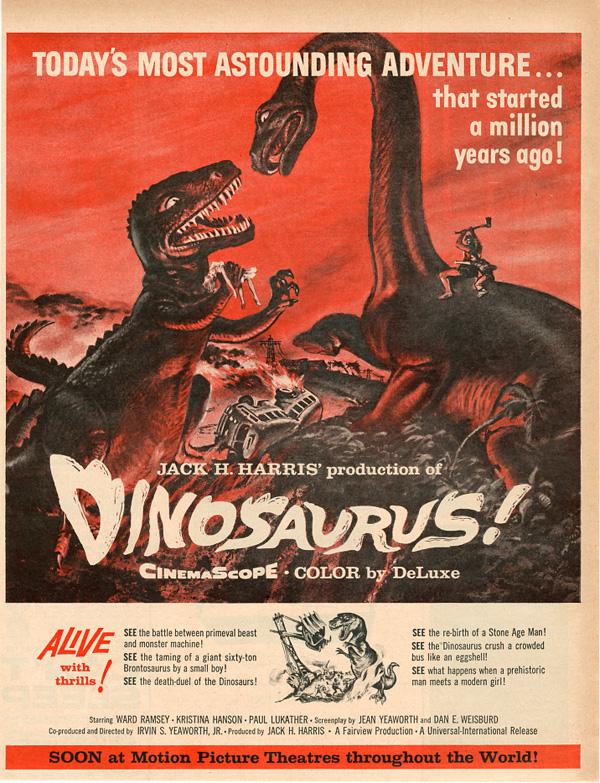 TODAY'S MOST ASTOUNDING ADVENTURE...
that started
a million
years ago!
JACK H. HARRIS' production of
DINOSAURUS!
CINEMASCOPE · COLOR by DeLuxe
ALIVE
with
thrills!
SEE the battle between primeval beast
and monster machine!
SEE the taming of a giant sixty-ton
Brontosaurus by a small boy!
SEE the death-duel of the Dinosaurs!
SEE the re-birth of a Stone Age Man!
SEE the Dinosaurus crush a crowded
bus like an eggshell!
SEE what happens when a prehistoric
man meets a modern girl!
Starring WARD RAMSEY · KRISTINA HANSON · PAUL LUKATHER · Screenplay by JEAN YEAWORTH and DAN E. WEISBURD
Co-produced and Directed by IRVIN S. YEAWORTH, JR. · Produced by JACK H. HARRIS · A Fairview Production · A Universal-International Release
SOON at Motion Picture Theatres throughout the World!